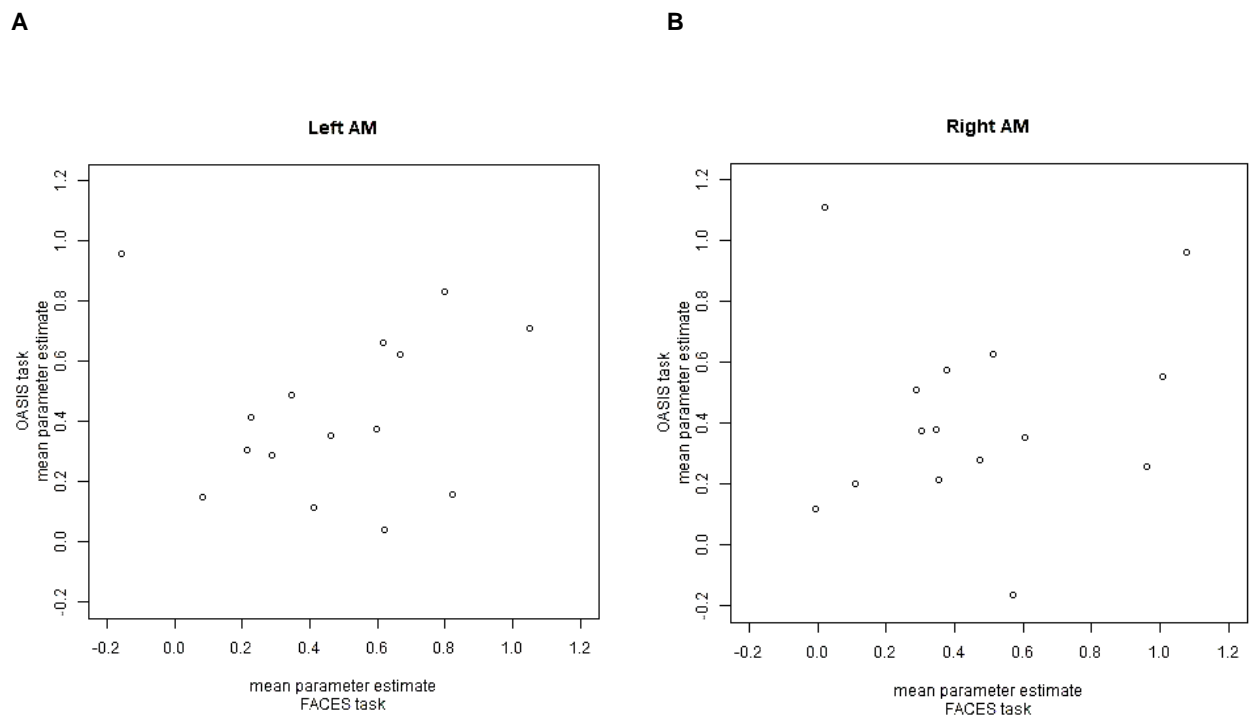 A
B
Left AM
Right AM
OASIS task
mean parameter estimate
1.2
1.0
0.8
0.6
0.4
0.2
0.0
-0.2
-0.2 0.0 0.2 0.4 0.6 0.8 1.0 1.2
mean parameter estimate
FACES task
OASIS task
mean parameter estimate
1.2
1.0
0.8
0.6
0.4
0.2
0.0
-0.2
-0.2 0.0 0.2 0.4 0.6 0.8 1.0 1.2
mean parameter estimate
FACES task